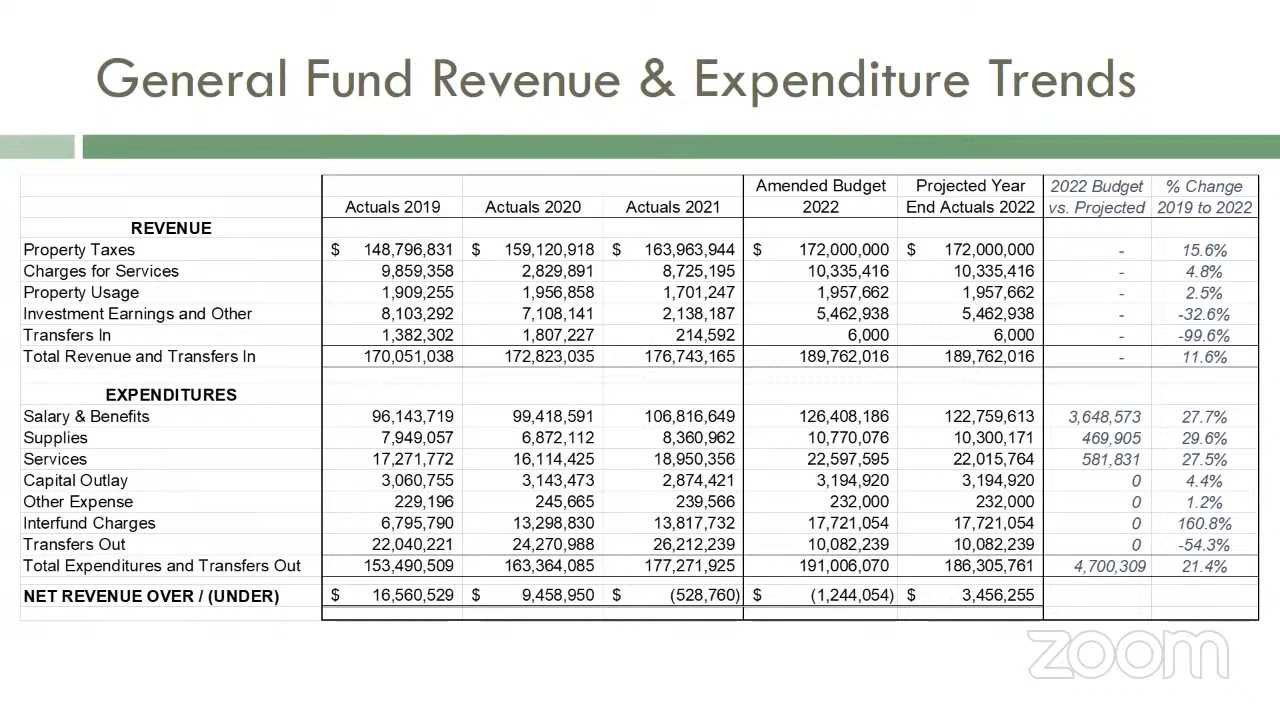 General Fund Revenue & Expenditure Trends
Amended Budget Projected Year 2022 Budget % Change
Actuals 2019 Actuals 2020 Actuals 2021 2022 End Actuals 2022 vs. Projected 2019 to 2022
REVENUE
Property Taxes $ 148,796,831 $ 159,120,918 $ 163,963,944 $ 172,000,000 $ 172,000,000 - 15.6%
Charges for Services 9,859,358 2,829,891 8,725,195 10,335,416 10,335,416 - 4.8%
Property Usage 1,909,255 1,956,858 1,701,247 1,957,662 1,957,662 - 2.5%
Investment Earnings and Other 8,103,292 7,108,141 2,138,187 5,462,938 5,462,938 - -32.6%
Transfers In 1,382,302 1,807,227 214,592 6,000 6,000 - -99.6%
Total Revenue and Transfers In 170,051,038 172,823,035 176,743,165 189,762,016 189,762,016 - 11.6%
EXPENDITURES
Salary & Benefits 96,143,719 99,418,591 106,816,649 126,408,186 122,759,613 3,648,573 27.7%
Supplies 7,949,057 6,872,112 8,360,962 10,770,076 10,300,171 469,905 29.6%
Services 17,271,772 16,114,425 18,950,356 22,597,595 22,015,764 581,831 27.5%
Capital Outlay 3,060,755 3,143,473 2,874,421 3,194,920 3,194,920 0 4.4%
Other Expense 229,196 245,665 239,566 232,000 232,000 0 1.2%
Interfund Charges 6,795,790 13,298,830 13,817,732 17,721,054 17,721,054 0 160.8%
Transfers Out 22,040,221 24,270,988 26,212,239 10,082,239 10,082,239 0 -54.3%
Total Expenditures and Transfers Out 153,490,509 163,364,085 177,271,925 191,006,070 186,305,761 4,700,309 21.4%
NET REVENUE OVER / (UNDER) $ 16,560,529 $ 9,458,950 $ (528,760) $ (1,244,054) $ 3,456,255
zoom